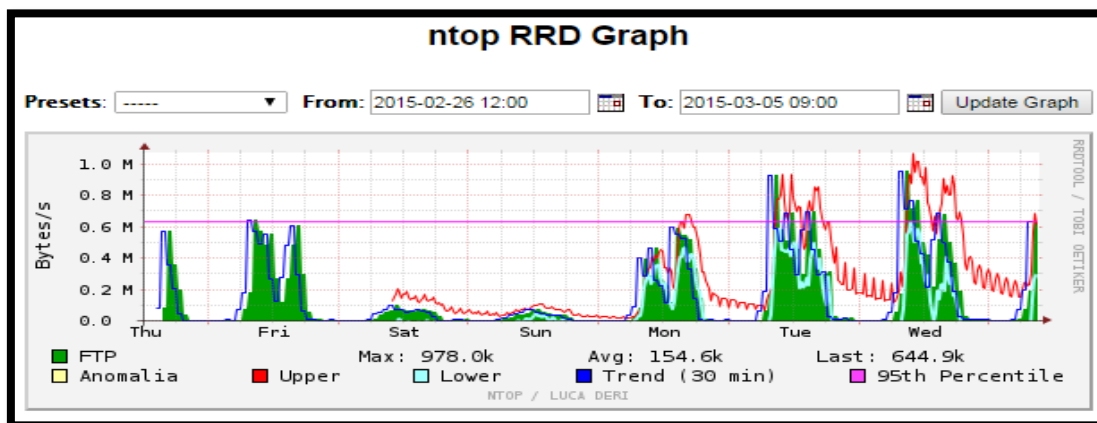 ntop RRD Graph
Presets: ----- From: 2015-02-26 12:00 To: 2015-03-05 09:00 Update Graph
RRDTOOL / TOBI OETIKER
Bytes/s
1.0 M
0.8 M
0.6 M
0.4 M
0.2 M
0.0
Thu Fri Sat Sun Mon Tue Wed
FTP Max: 978.0k Avg: 154.6k Last: 644.9k
Anomalia Upper Lower Trend (30 min) 95th Percentile
NTOP / LUCA DERI